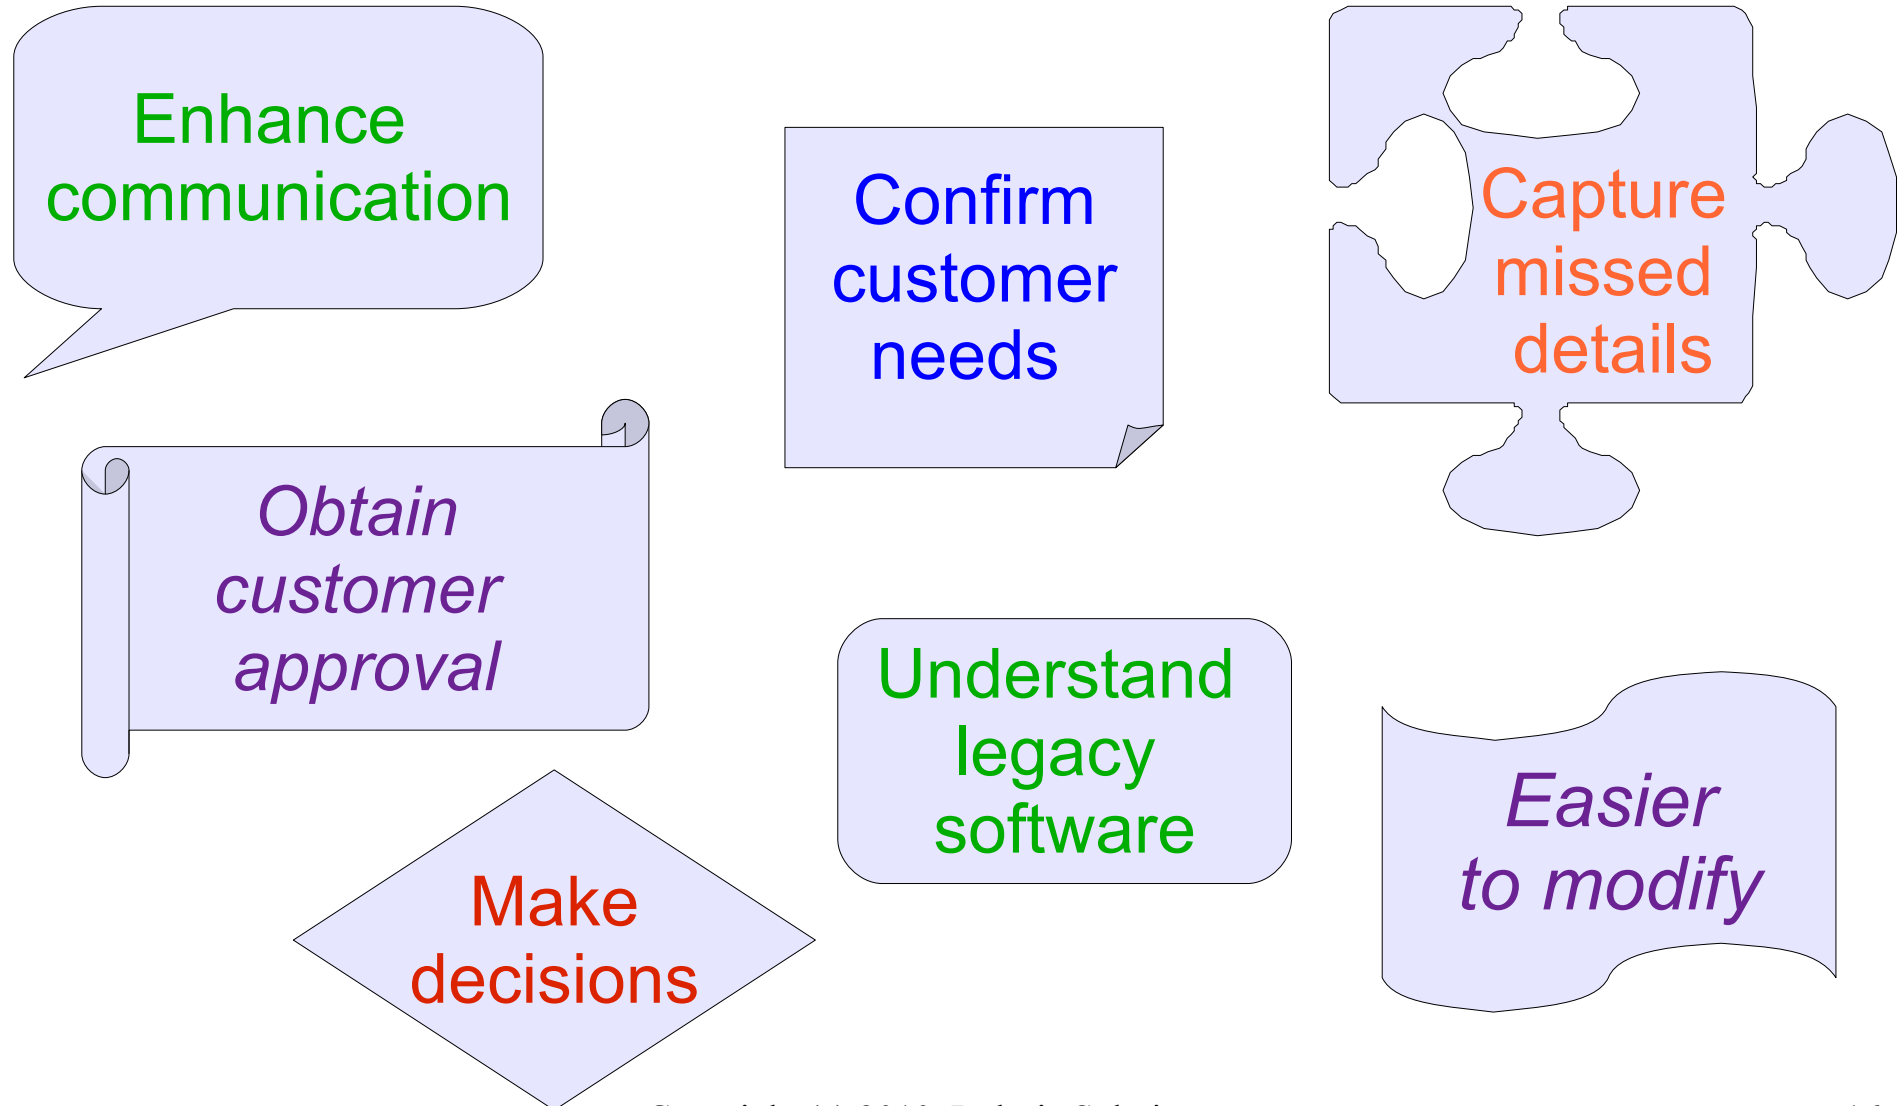 Enhance
communication
Confirm
customer
needs
Capture
missed
details
Obtain
customer
approval
Understand
legacy
software
Easier
to modify
Make
decisions